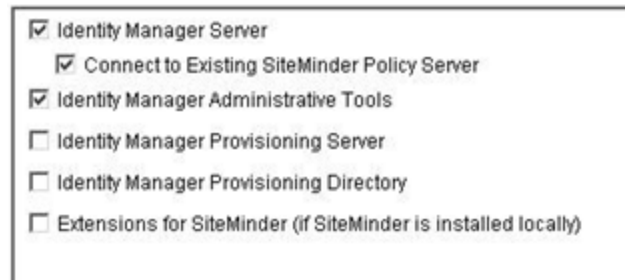 Identity Manager Server
Connect to Existing SiteMinder Policy Server
Identity Manager Administrative Tools
Identity Manager Provisioning Server
Identity Manager Provisioning Directory
Extensions for SiteMinder (if SiteMinder is installed locally)